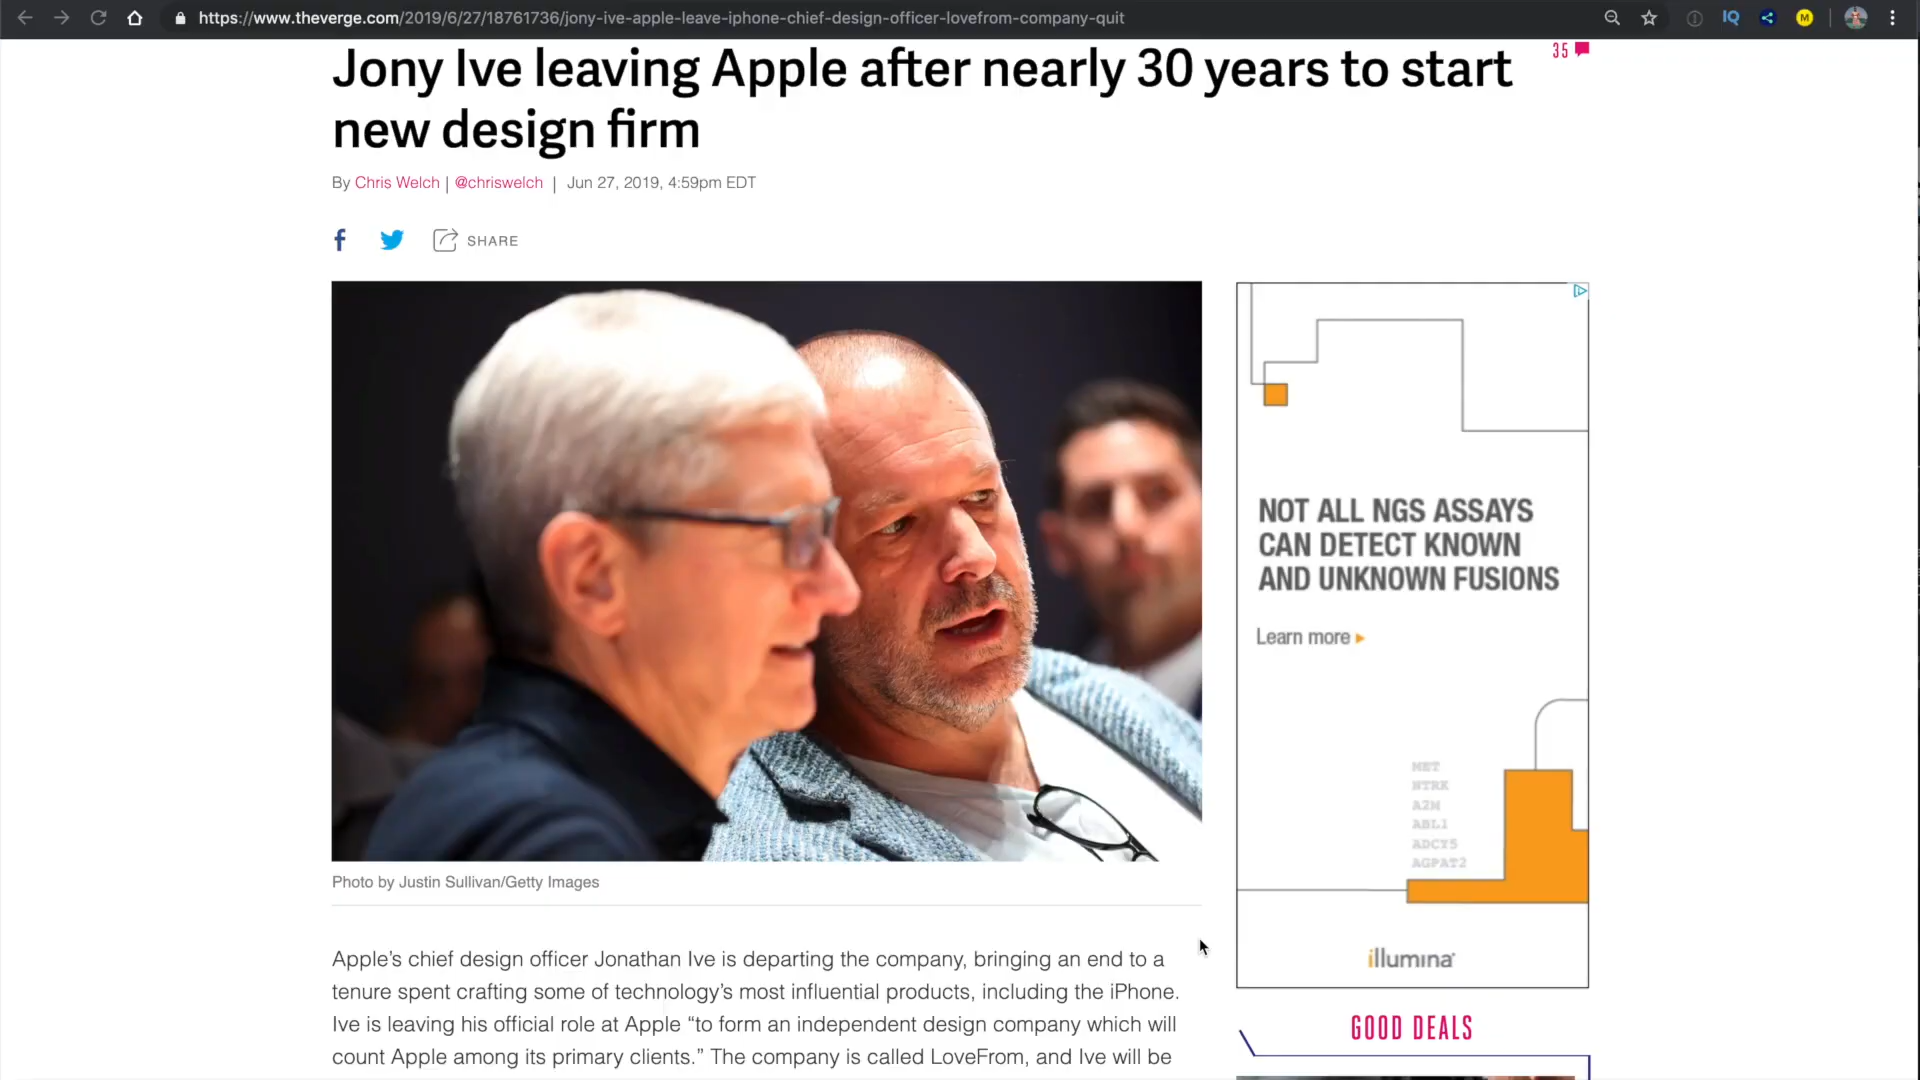 https://www.theverge.com/2019/6/27/18761736/jony-ive-apple-leave-iphone-chief-design-officer-lovefrom-company-quit
IQ
M
Jony Ive leaving Apple after nearly 30 years to start
new design firm
35
By Chris Welch | @chriswelch | Jun 27, 2019, 4:59pm EDT
SHARE
Photo by Justin Sullivan/Getty Images
Apple’s chief design officer Jonathan Ive is departing the company, bringing an end to a
tenure spent crafting some of technology’s most influential products, including the iPhone.
Ive is leaving his official role at Apple “to form an independent design company which will
count Apple among its primary clients.” The company is called LoveFrom, and Ive will be
NOT ALL NGS ASSAYS
CAN DETECT KNOWN
AND UNKNOWN FUSIONS
Learn more
MET
NTRK
A2M
ABL1
ADCY5
AGPAT2
illumina
GOOD DEALS